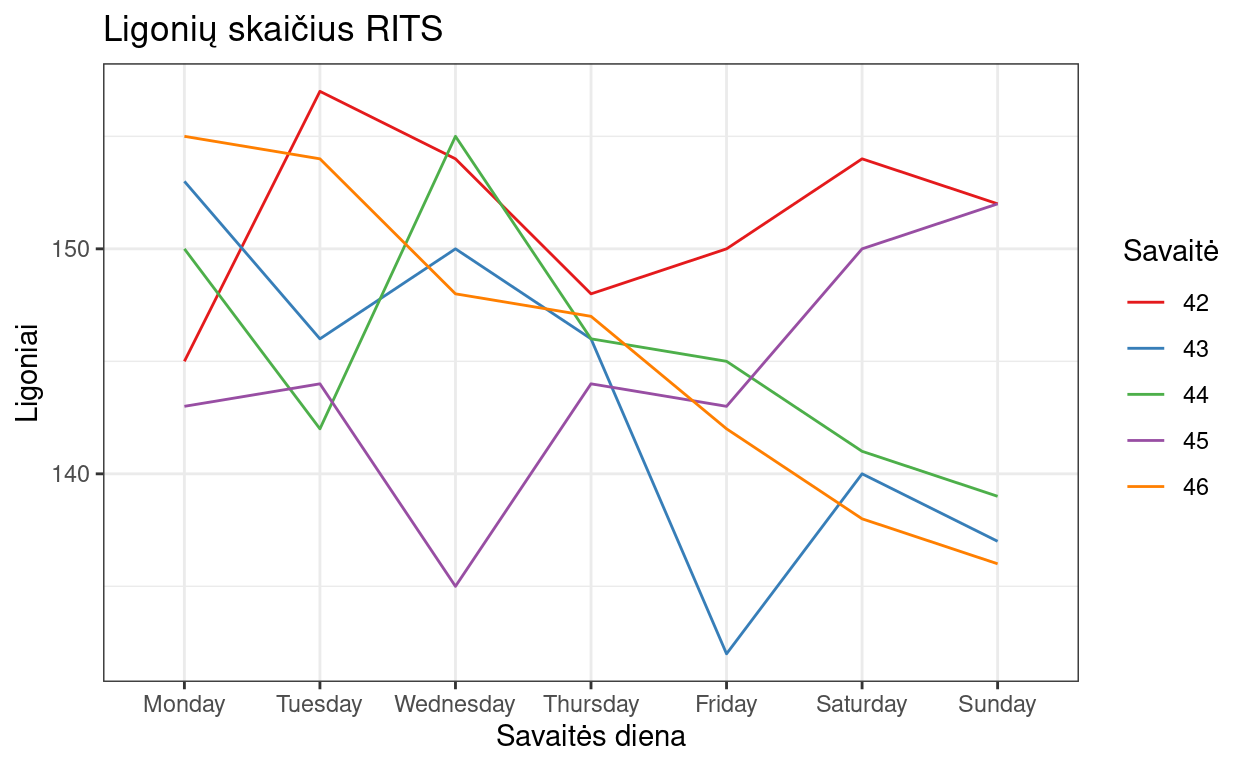 Ligonių skaičius RITS
Ligoniai
150
140
Monday Tuesday Wednesday Thursday Friday Saturday Sunday
Savaitės diena
Savaitė
42
43
44
45
46